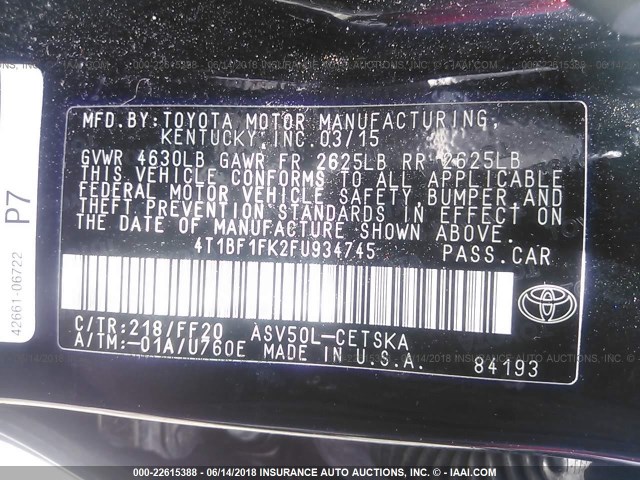 MFD. BY: TOYOTA MOTOR MANUFACTURING,
KENTUCKY, INC. 03/15
GVWR 4630LB GAWR FR 2625LB RR 2625LB
THIS VEHICLE CONFORMS TO ALL APPLICABLE
FEDERAL MOTOR VEHICLE SAFETY, BUMPER, AND
THEFT PREVENTION STANDARDS IN EFFECT ON
THE DATE OF MANUFACTURE SHOWN ABOVE.
4T1BF1FK2FU934745 PASS.CAR
C/TR: 218/FF20 ASV50L-CETSKA
A/TM: -01A/U760E MADE IN U.S.A.
84193
P7
42661-06722
000-22615388 - 06/14/2018 INSURANCE AUTO AUCTIONS, INC. - © IAAI.COM